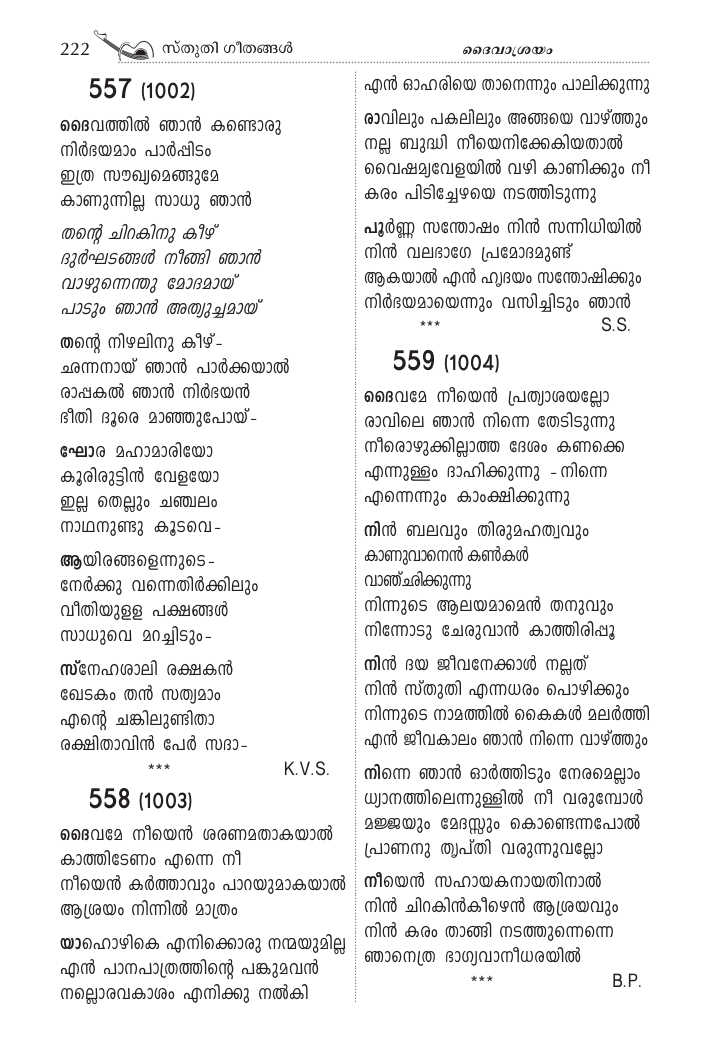 222 സ്തുതി ഗീതങ്ങൾ ദൈവാശ്രയം
557 (1002)
ദൈവത്തിൽ ഞാൻ കണ്ടൊരു
നിർഭയമാം പാർപ്പിടം
ഇത്ര സൗഖ്യമെങ്ങുമേ
കാണുന്നില്ല സാധു ഞാൻ
തന്റെ ചിറകിനു കീഴ്
ദുർഘടങ്ങൾ നീങ്ങി ഞാൻ
വാഴുന്നെന്തു മോദമായ്
പാടും ഞാൻ അത്യുച്ചമായ്
തന്റെ നിഴലിനു കീഴ്-
ഛന്നനായ് ഞാൻ പാർക്കയാൽ
രാപ്പകൽ ഞാൻ നിർഭയൻ
ഭീതി ദൂരെ മാഞ്ഞുപോയ്-
ഘോര മഹാമാരിയോ
കൂരിരുട്ടിൻ വേളയോ
ഇല്ല തെല്ലും ചഞ്ചലം
നാഥനുണ്ടു കൂടവെ-
ആയിരങ്ങളെന്നുടെ-
നേർക്കു വന്നെതിർക്കിലും
വീതിയുളള പക്ഷങ്ങൾ
സാധുവെ മറച്ചിടും-
സ്നേഹശാലി രക്ഷകൻ
ഖേടകം തൻ സത്യമാം
എന്റെ ചങ്കിലുണ്ടിതാ
രക്ഷിതാവിൻ പേർ സദാ-
*** K.V.S.
558 (1003)
ദൈവമേ നീയെൻ ശരണമതാകയാൽ
കാത്തിടേണം എന്നെ നീ
നീയെൻ കർത്താവും പാറയുമാകയാൽ
ആശ്രയം നിന്നിൽ മാത്രം
യാഹൊഴികെ എനിക്കൊരു നന്മയുമില്ല
എൻ പാനപാത്രത്തിന്റെ പങ്കുമവൻ
നല്ലൊരവകാശം എനിക്കു നൽകി
എൻ ഓഹരിയെ താനെന്നും പാലിക്കുന്നു
രാവിലും പകലിലും അങ്ങയെ വാഴ്ത്തും
നല്ല ബുദ്ധി നീയെനിക്കേകിയതാൽ
വൈഷമ്യവേളയിൽ വഴി കാണിക്കും നീ
കരം പിടിച്ചേഴയെ നടത്തിടുന്നു
പൂർണ്ണ സന്തോഷം നിൻ സന്നിധിയിൽ
നിൻ വലഭാഗേ പ്രമോദമുണ്ട്
ആകയാൽ എൻ ഹൃദയം സന്തോഷിക്കും
നിർഭയമായെന്നും വസിച്ചിടും ഞാൻ
*** S.S.
559 (1004)
ദൈവമേ നീയെൻ പ്രത്യാശയല്ലോ
രാവിലെ ഞാൻ നിന്നെ തേടിടുന്നു
നീരൊഴുക്കില്ലാത്ത ദേശം കണക്കെ
എന്നുള്ളം ദാഹിക്കുന്നു -നിന്നെ
എന്നെന്നും കാംക്ഷിക്കുന്നു
നിൻ ബലവും തിരുമഹത്വവും
കാണുവാനെൻ കൺകൾ
വാഞ്ഛിക്കുന്നു
നിന്നുടെ ആലയമാമെൻ തനുവും
നിന്നോടു ചേരുവാൻ കാത്തിരിപ്പൂ
നിൻ ദയ ജീവനേക്കാൾ നല്ലത്
നിൻ സ്തുതി എന്നധരം പൊഴിക്കും
നിന്നുടെ നാമത്തിൽ കൈകൾ മലർത്തി
എൻ ജീവകാലം ഞാൻ നിന്നെ വാഴ്ത്തും
നിന്നെ ഞാൻ ഓർത്തിടും നേരമെല്ലാം
ധ്യാനത്തിലെന്നുള്ളിൽ നീ വരുമ്പോൾ
മജ്ജയും മേദസ്സും കൊണ്ടെന്നപോൽ
പ്രാണനു തൃപ്തി വരുന്നുവല്ലോ
നീയെൻ സഹായകനായതിനാൽ
നിൻ ചിറകിൻകീഴെൻ ആശ്രയവും
നിൻ കരം താങ്ങി നടത്തുന്നെന്നെ
ഞാനെത്ര ഭാഗ്യവാനീധരയിൽ
*** B.P.